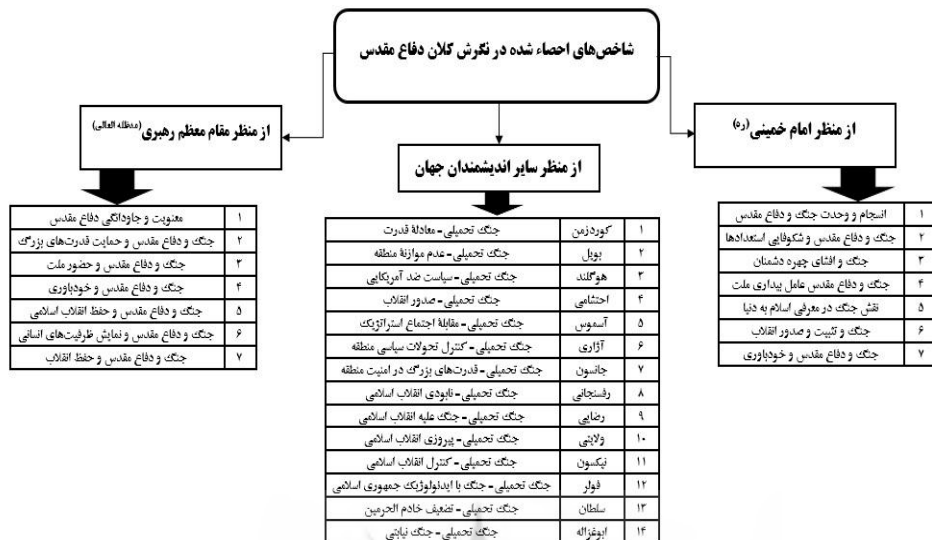 شاخص‌های احصاء شده در نگرش کلان دفاع مقدس
از منظر امام خمینی(ره)
۱ انسجام و وحدت جنگ و دفاع مقدس
۲ جنگ و دفاع مقدس و شکوفایی استعدادها
۳ جنگ و افشای چهره دشمنان
۴ جنگ و دفاع مقدس عامل بیداری ملت
۵ نقش جنگ در معرفی اسلام به دنیا
۶ جنگ و تثبیت و صدور انقلاب
۷ جنگ و دفاع مقدس و خودباوری
از منظر سایر اندیشمندان جهان
۱ کوردزمن جنگ تحمیلی- معادلة قدرت
۲ بویل جنگ تحمیلی- عدم موازنة منطقه
۳ هوگلند جنگ تحمیلی- سیاست ضد آمریکایی
۴ احتشامی جنگ تحمیلی- صدور انقلاب
۵ آسموس جنگ تحمیلی- مقابلة اجتماع استراتژیک
۶ آژاری جنگ تحمیلی- کنترل تحولات سیاسی منطقه
۷ جانسون جنگ تحمیلی- قدرت‌های بزرگ در امنیت منطقه
۸ رفسنجانی جنگ تحمیلی- نابودی انقلاب اسلامی
۹ رضایی جنگ تحمیلی- جنگ علیه انقلاب اسلامی
۱۰ ولایتی جنگ تحمیلی- پیروزی انقلاب اسلامی
۱۱ نیکسون جنگ تحمیلی- کنترل انقلاب اسلامی
۱۲ فولر جنگ تحمیلی- جنگ با ایدئولوژیک جمهوری اسلامی
۱۳ سلطان جنگ تحمیلی- تضعیف خادم الحرمین
۱۴ ابوغزاله جنگ تحمیلی- جنگ نیابتی
از منظر مقام معظم رهبری(مدظله العالی)
۱ معنویت و جاودانگی دفاع مقدس
۲ جنگ و دفاع مقدس و حمایت قدرت‌های بزرگ
۳ جنگ و دفاع مقدس و حضور ملت
۴ جنگ و دفاع مقدس و خودباوری
۵ جنگ و دفاع مقدس و حفظ انقلاب اسلامی
۶ جنگ و دفاع مقدس و نمایش ظرفیت‌های انسانی
۷ جنگ و دفاع مقدس و حفظ انقلاب